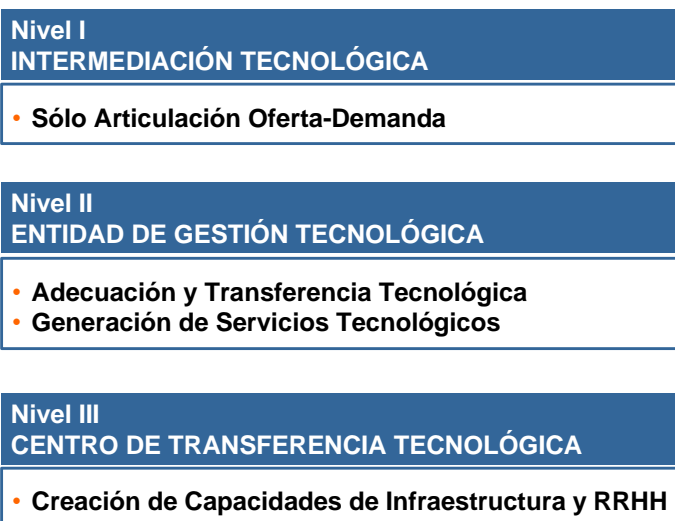 Nivel I
INTERMEDIACIÓN TECNOLÓGICA
• Sólo Articulación Oferta-Demanda
Nivel II
ENTIDAD DE GESTIÓN TECNOLÓGICA
• Adecuación y Transferencia Tecnológica
• Generación de Servicios Tecnológicos
Nivel III
CENTRO DE TRANSFERENCIA TECNOLÓGICA
• Creación de Capacidades de Infraestructura y RRHH